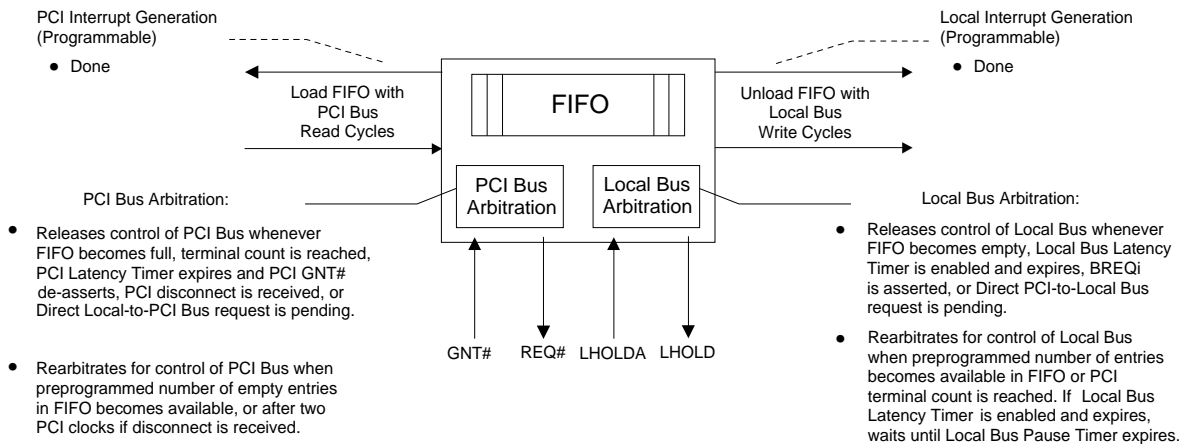 PCI Interrupt Generation
(Programmable)
• Done
Local Interrupt Generation
(Programmable)
• Done
Load FIFO with
PCI Bus
Read Cycles
FIFO
Unload FIFO with
Local Bus
Write Cycles
PCI Bus
Arbitration
Local Bus
Arbitration
PCI Bus Arbitration:
• Releases control of PCI Bus whenever
FIFO becomes full, terminal count is reached,
PCI Latency Timer expires and PCI GNT#
de-asserts, PCI disconnect is received, or
Direct Local-to-PCI Bus request is pending.
• Rearbitrates for control of PCI Bus when
preprogrammed number of empty entries
in FIFO becomes available, or after two
PCI clocks if disconnect is received.
GNT# REQ# LHOLDA LHOLD
Local Bus Arbitration:
• Releases control of Local Bus whenever
FIFO becomes empty, Local Bus Latency
Timer is enabled and expires, BREQi
is asserted, or Direct PCI-to-Local Bus
request is pending.
• Rearbitrates for control of Local Bus
when preprogrammed number of entries
becomes available in FIFO or PCI
terminal count is reached. If Local Bus
Latency Timer is enabled and expires,
waits until Local Bus Pause Timer expires.